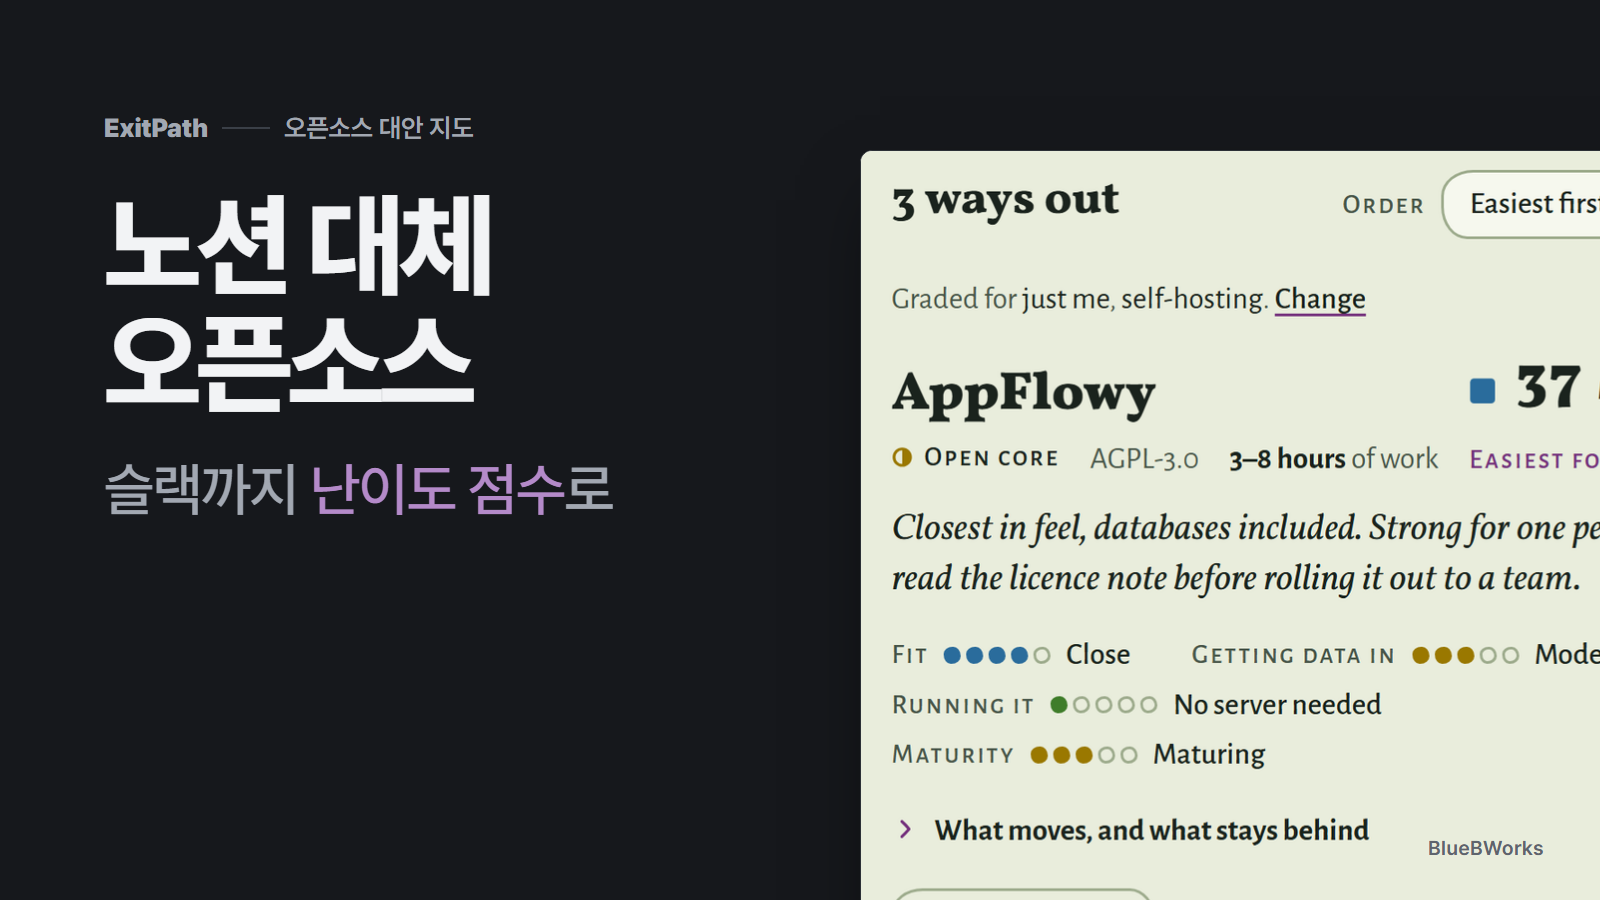 ExitPath
오픈소스 대안 지도
노션 대체
오픈소스
슬랙까지 난이도 점수로
3 ways out
ORDER
Easiest first
Graded for just me, self-hosting. Change
AppFlowy
37
OPEN CORE AGPL-3.0 3–8 hours of work EASIEST FO
Closest in feel, databases included. Strong for one pe
read the licence note before rolling it out to a team.
FIT Close GETTING DATA IN Mode
RUNNING IT No server needed
MATURITY Maturing
What moves, and what stays behind
BlueBWorks